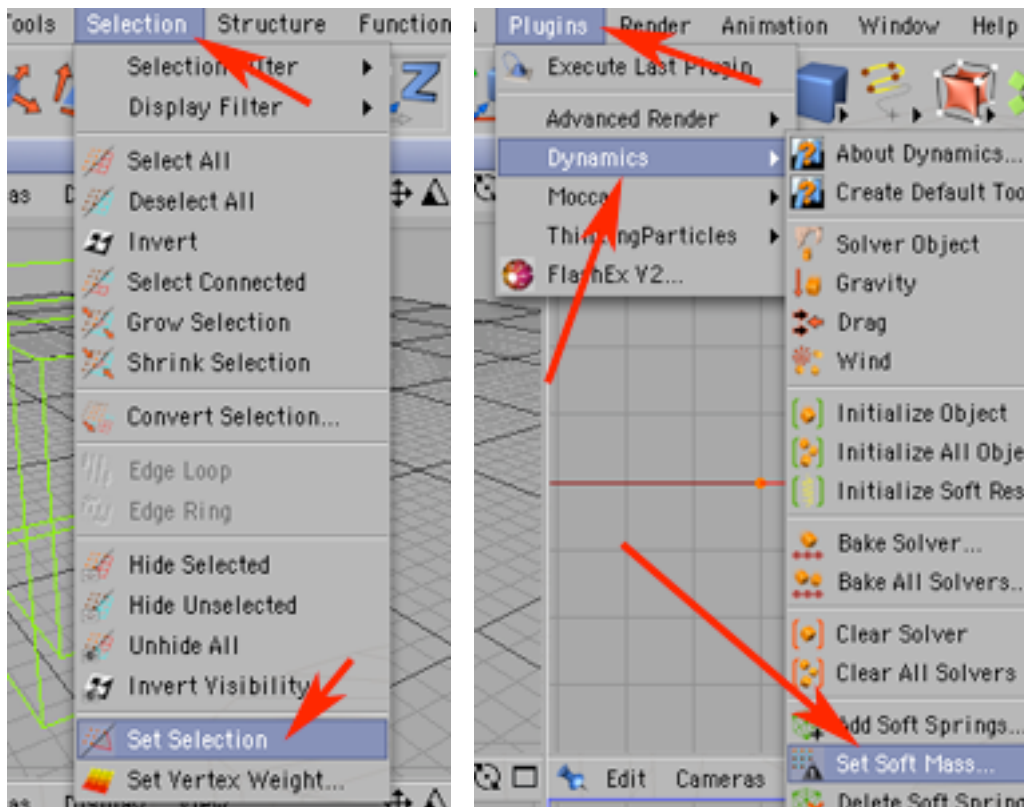 Tools Selection Structure Function
Selection Filter
Display Filter
Select All
Deselect All
Invert
Select Connected
Grow Selection
Shrink Selection
Convert Selection...
Edge Loop
Edge Ring
Hide Selected
Hide Unselected
Unhide All
Invert Visibility
Set Selection
Set Vertex Weight...
Plugins Render Animation Window Help
Execute Last Plugin
Advanced Render
Dynamics
Mocca
ThinkingParticles
FlashEx V2...
About Dynamics...
Create Default Too
Solver Object
Gravity
Drag
Wind
Initialize Object
Initialize All Obje
Initialize Soft Res
Bake Solver...
Bake All Solvers..
Clear Solver
Clear All Solvers
Add Soft Springs...
Set Soft Mass...
Delete Soft Spring
Edit Cameras